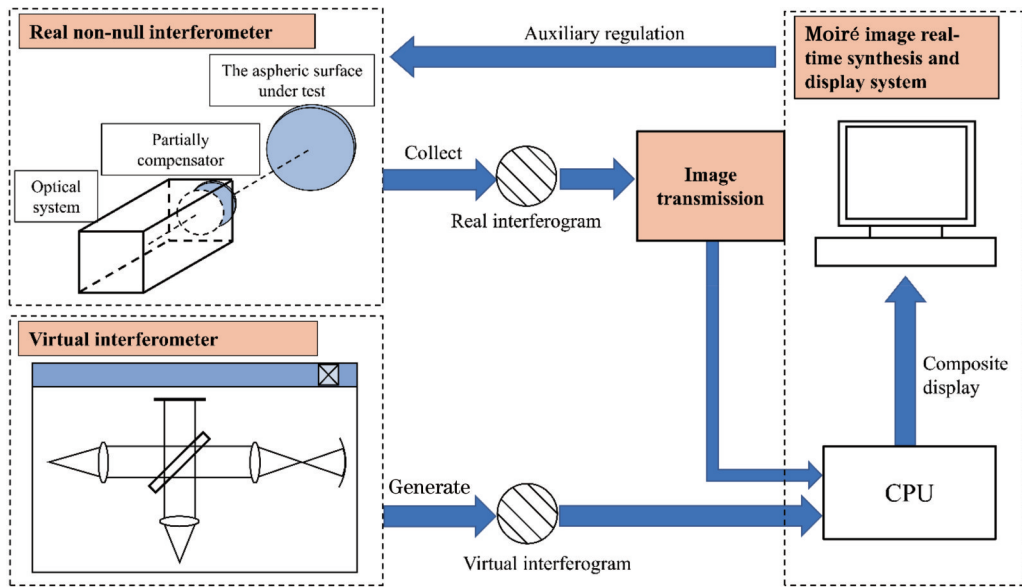 Real non-null interferometer
The aspheric surface
under test
Partially
compensator
Optical
system
Auxiliary regulation
Collect
Real interferogram
Image
transmission
Moiré image real-
time synthesis and
display system
Composite
display
CPU
Virtual interferometer
Generate
Virtual interferogram